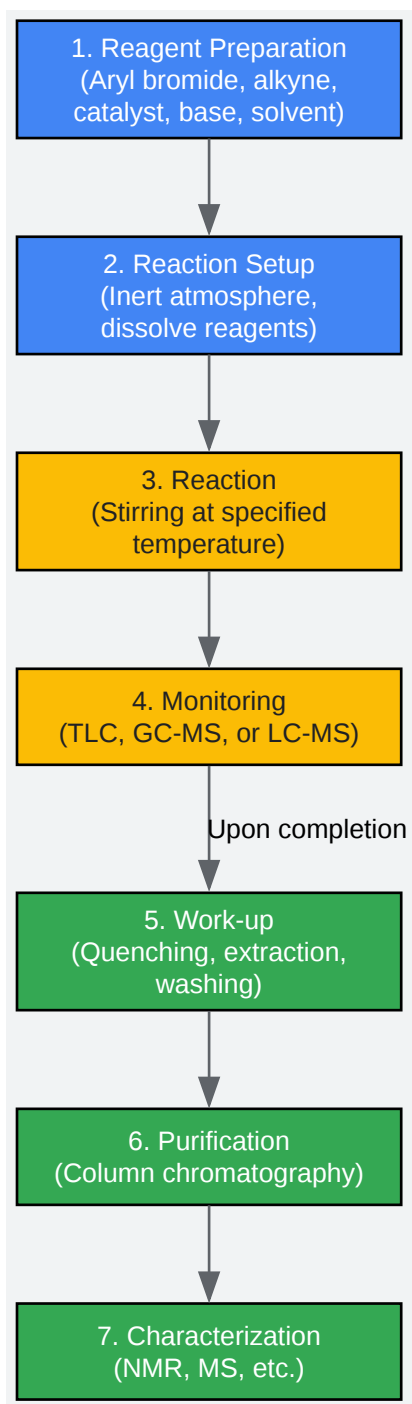 1. Reagent Preparation
(Aryl bromide, alkyne,
catalyst, base, solvent)
2. Reaction Setup
(Inert atmosphere,
dissolve reagents)
3. Reaction
(Stirring at specified
temperature)
4. Monitoring
(TLC, GC-MS, or LC-MS)
Upon completion
5. Work-up
(Quenching, extraction,
washing)
6. Purification
(Column chromatography)
7. Characterization
(NMR, MS, etc.)